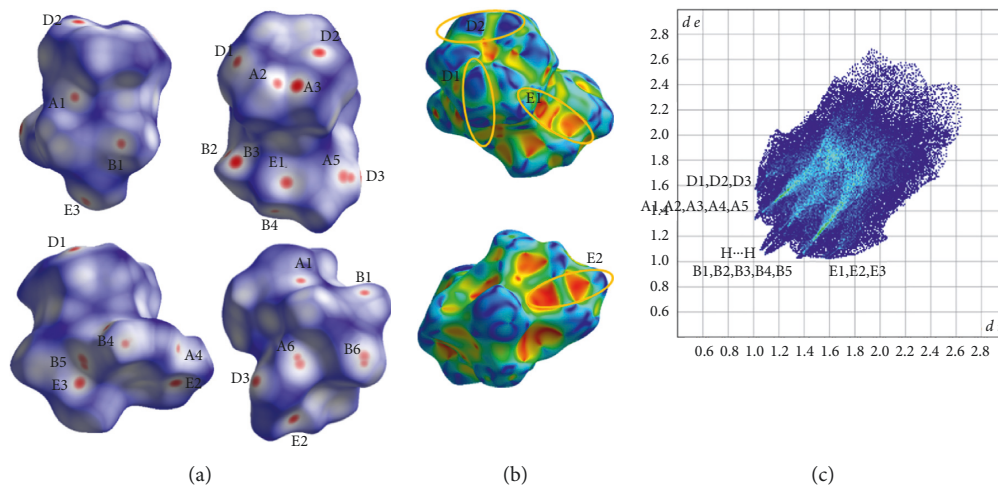 D2
D1
D2
A2
A3
A1
B1
B2
B3
E1
A5
D3
E3
B4
D1
A1
B1
B4
A4
B5
A6
B6
E3
E2
D3
E2
(a)
D2
D1
E1
E2
(b)
d e
2.8
2.6
2.4
2.2
2.0
1.8
1.6
1.4
1.2
1.0
0.8
0.6
D1,D2,D3
A1,A2,A3,A4,A5
H···H
B1,B2,B3,B4,B5
E1,E2,E3
d
0.6 0.8 1.0 1.2 1.4 1.6 1.8 2.0 2.2 2.4 2.6 2.8
(c)